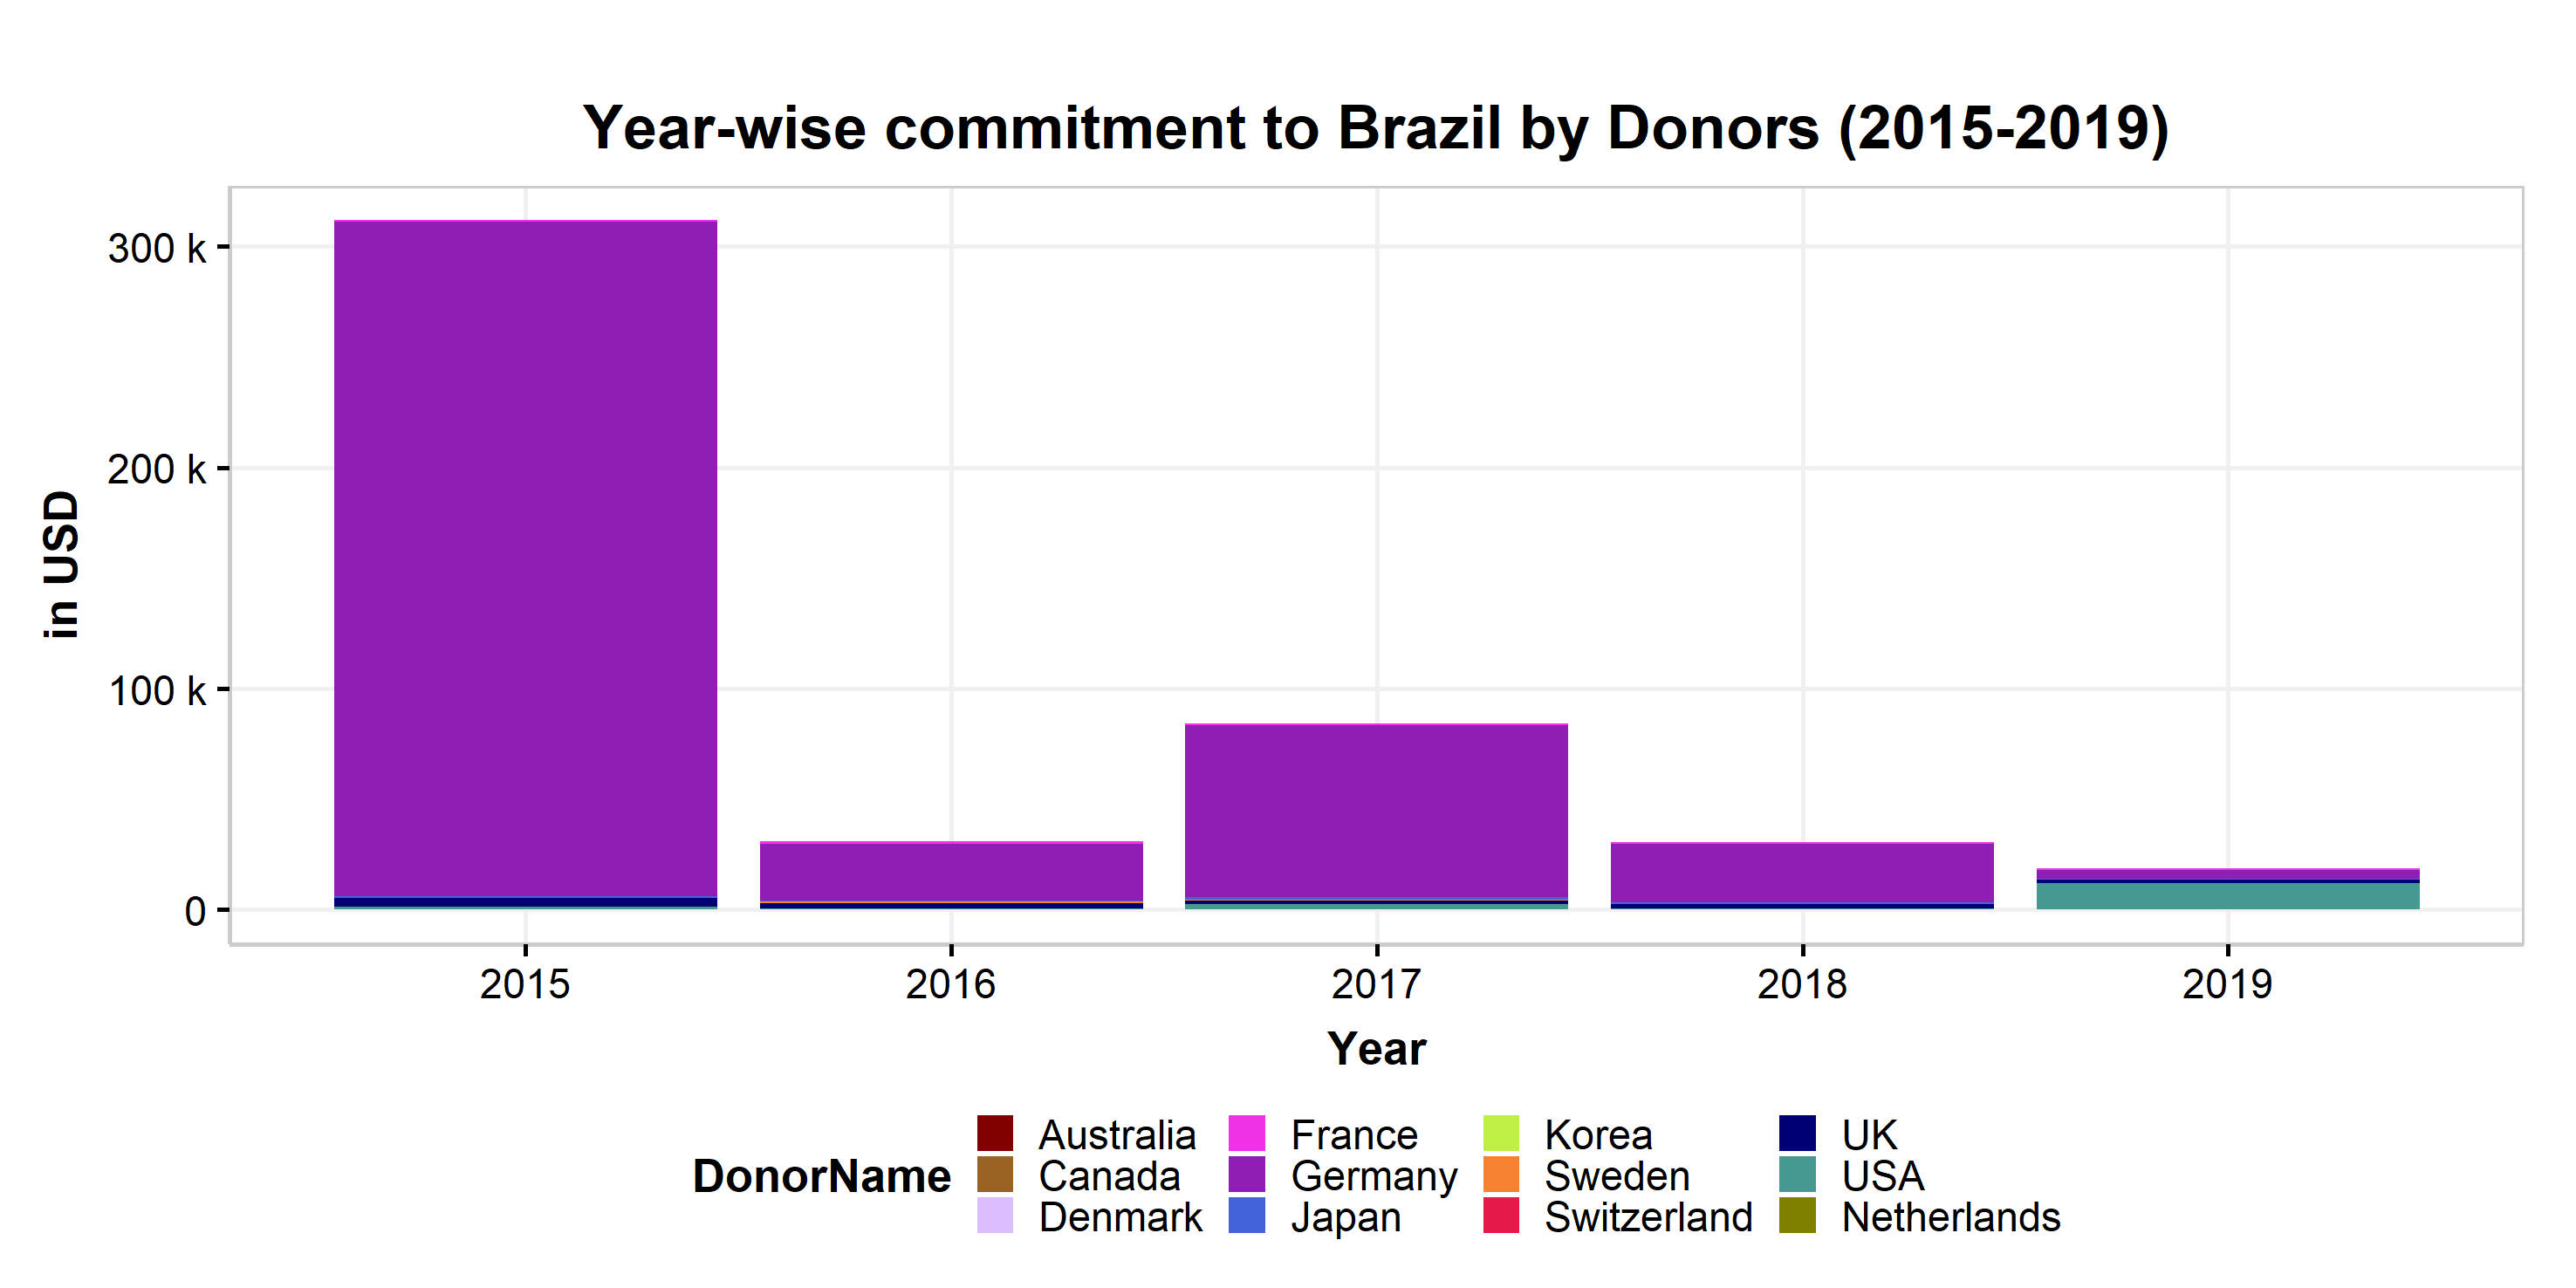 Year-wise commitment to Brazil by Donors (2015-2019)
300 k
200 k
100 k
0
in USD
2015 2016 2017 2018 2019
Year
DonorName
Australia France Korea UK
Canada Germany Sweden USA
Denmark Japan Switzerland Netherlands